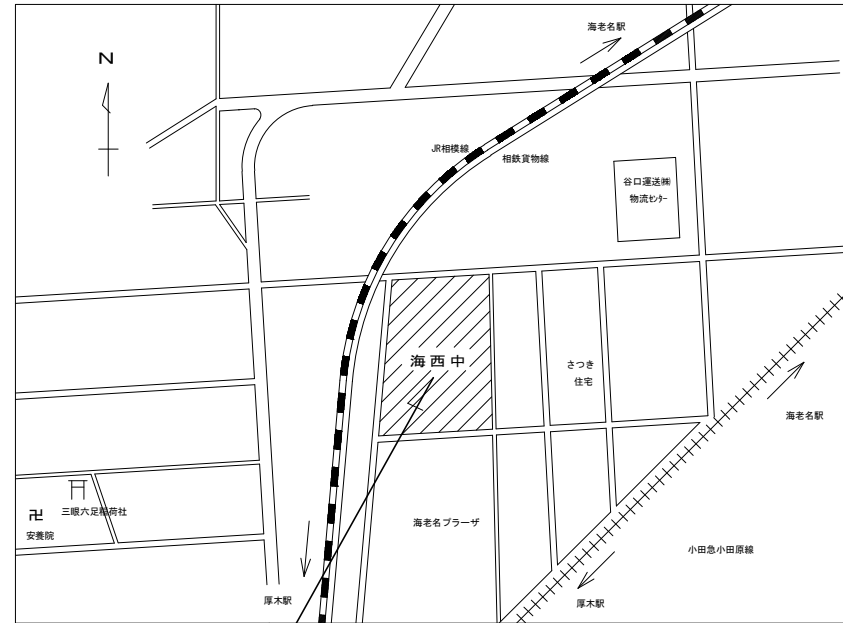 海老名駅
N
JR相模線
相鉄貨物線
谷口運送㈱
物流ｾﾝﾀｰ
海西中
さつき
住宅
海老名駅
三眼六足稲荷社
安養院
海老名プラーザ
小田急小田原線
厚木駅
厚木駅